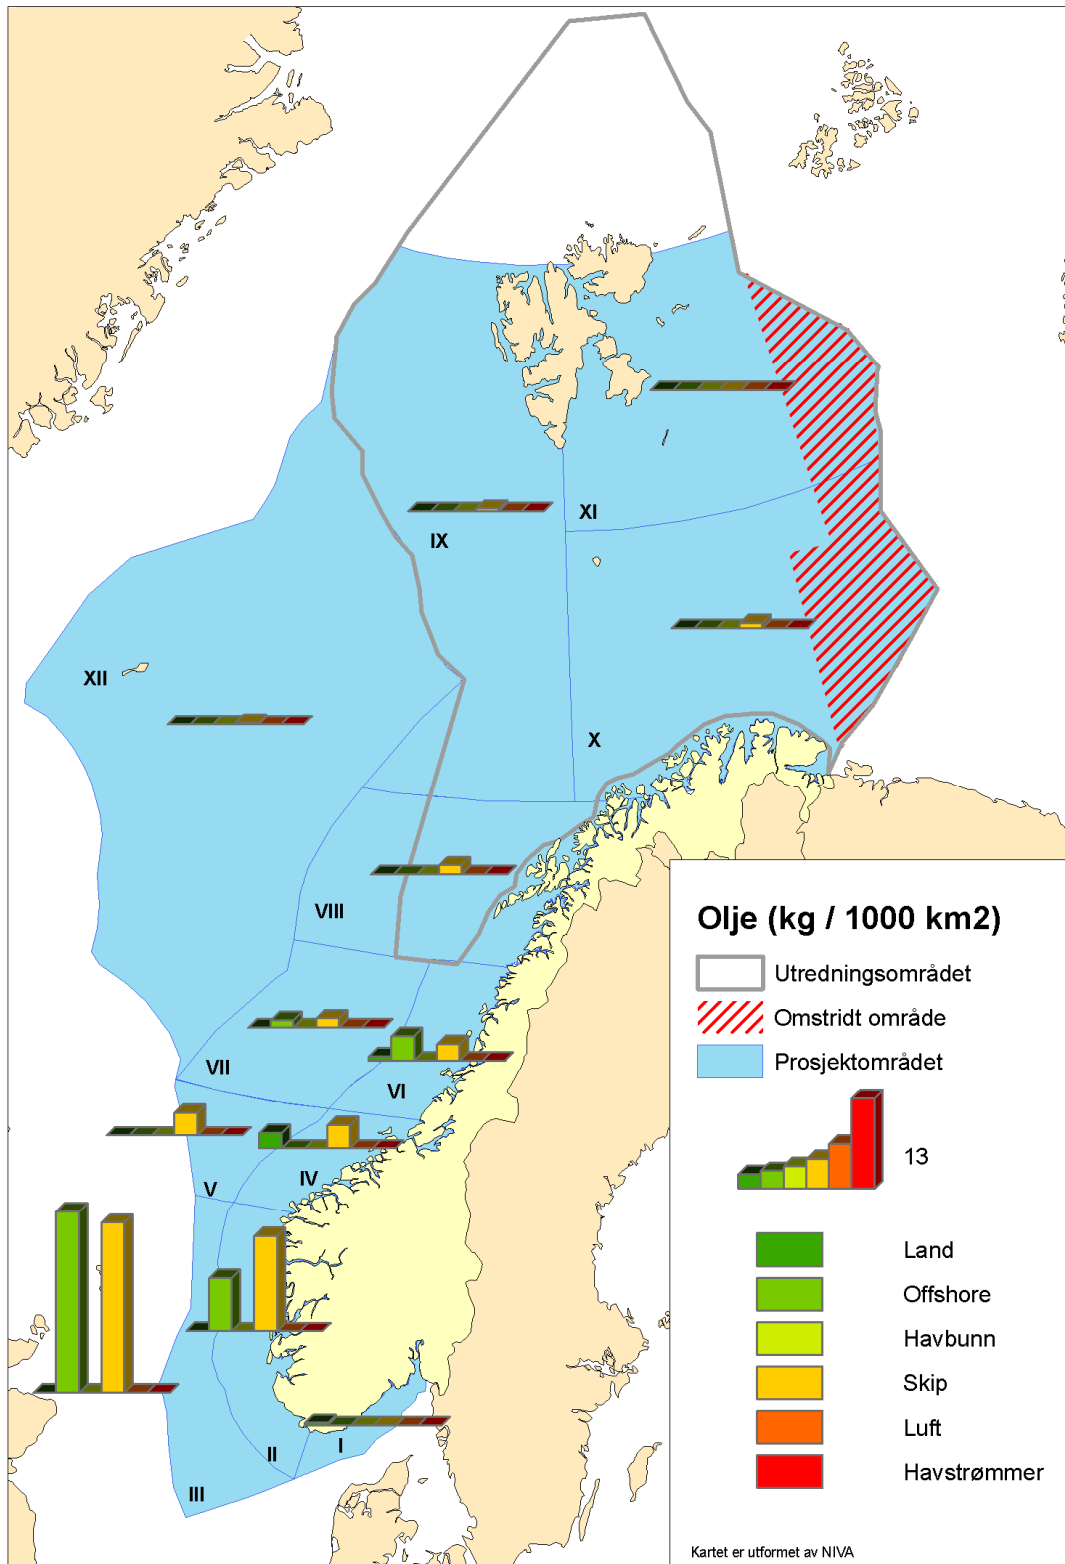 XI
IX
XII
X
VIII
VII
VI
IV
V
II
I
III
Olje (kg / 1000 km2)
Utredningsområdet
Omstridt område
Prosjektområdet
13
Land
Offshore
Havbunn
Skip
Luft
Havstrømmer
Kartet er utformet av NIVA